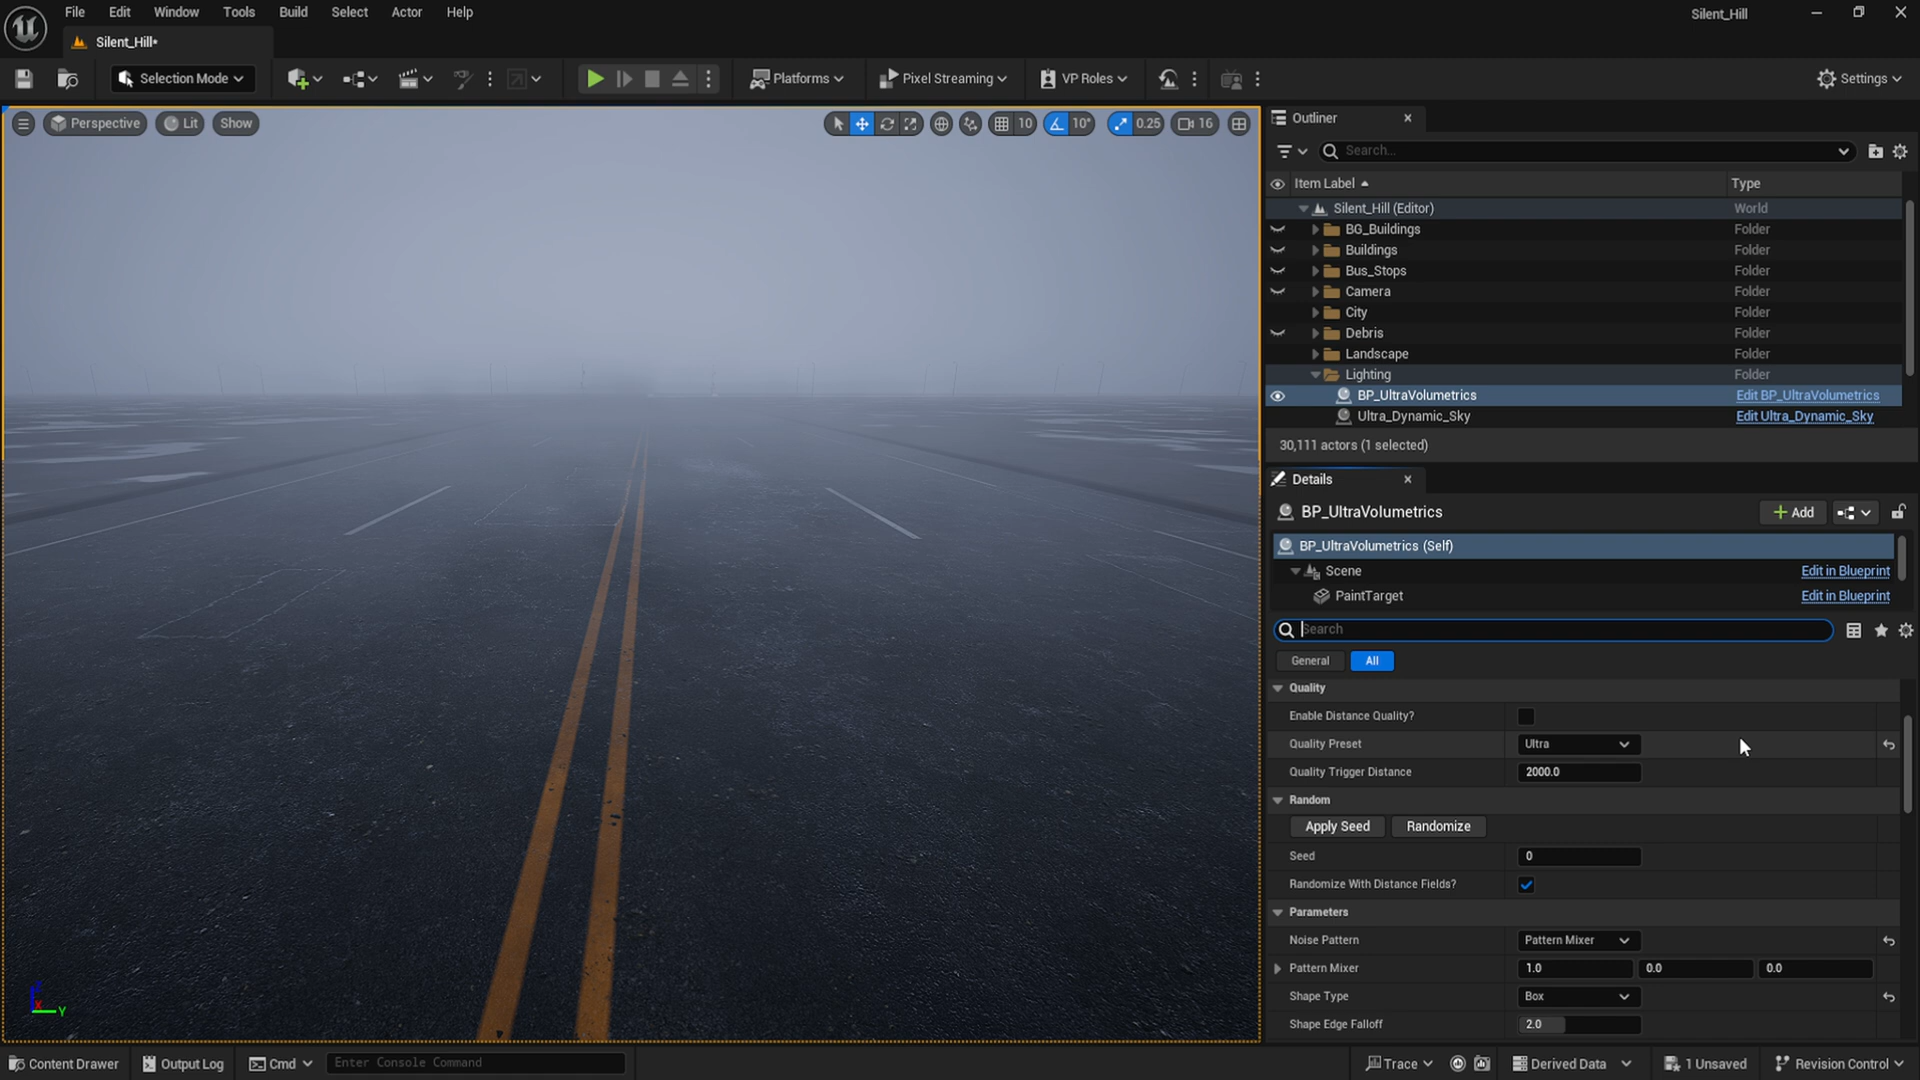 File Edit Window Tools Build Select Actor Help
Silent_Hill
Silent_Hill*
Selection Mode
Platforms
Pixel Streaming
VP Roles
Settings
Perspective Lit Show
10 10° 0.25 16
Outliner
Search...
Item Label Type
Silent_Hill (Editor) World
BG_Buildings Folder
Buildings Folder
Bus_Stops Folder
Camera Folder
City Folder
Debris Folder
Landscape Folder
Lighting Folder
BP_UltraVolumetrics Edit BP_UltraVolumetrics
Ultra_Dynamic_Sky Edit Ultra_Dynamic_Sky
30,111 actors (1 selected)
Details
BP_UltraVolumetrics + Add
BP_UltraVolumetrics (Self)
Scene Edit in Blueprint
PaintTarget Edit in Blueprint
Search
General All
Quality
Enable Distance Quality?
Quality Preset Ultra
Quality Trigger Distance 2000.0
Random
Apply Seed Randomize
Seed 0
Randomize With Distance Fields?
Parameters
Noise Pattern Pattern Mixer
Pattern Mixer 1.0 0.0 0.0
Shape Type Box
Shape Edge Falloff 2.0
Y
Content Drawer Output Log Cmd Enter Console Command Trace Derived Data 1 Unsaved Revision Control